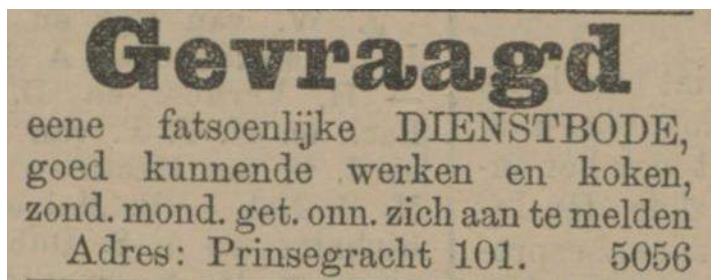 Gevraagd
eene fatsoenlijke DIENSTBODE,
goed kunnende werken en koken,
zond. mond. get. onn. zich aan te melden
Adres: Prinsegracht 101. 5056